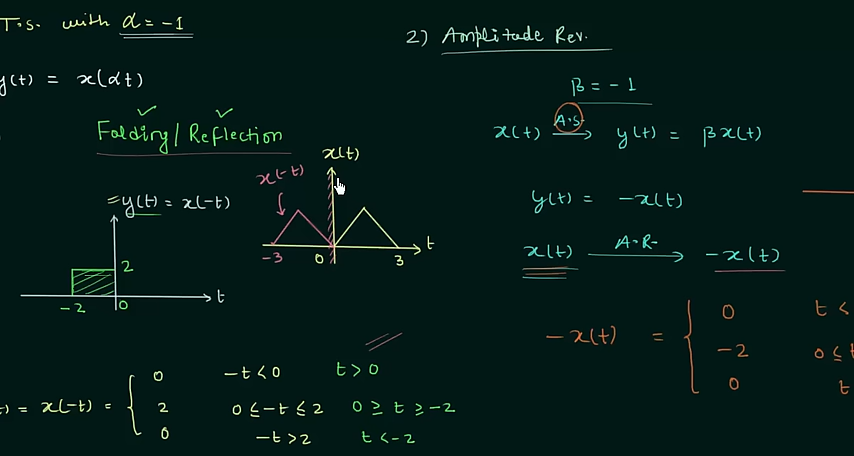 T.S. with α = -1
y(t) = x(αt)
Folding/Reflection
y(t) = x(-t)
2
-2 0 t
x(t)
x(-t)
-3 0 3 t
0 -t < 0 t > 0
t) = x(-t) = { 2 0 ≤ -t ≤ 2 0 ≥ t ≥ -2
0 -t > 2 t < -2
2) Amplitude Rev.
β = -1
x(t) A.S. → y(t) = βx(t)
y(t) = -x(t)
x(t) A.R. → -x(t)
0 t <
-x(t) = { -2 0 ≤ t
0 t